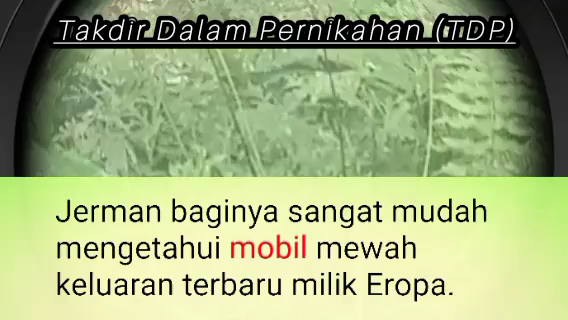 Takdir Dalam Pernikahan (TDP)
Jerman baginya sangat mudah
mengetahui mobil mewah
keluaran terbaru milik Eropa.